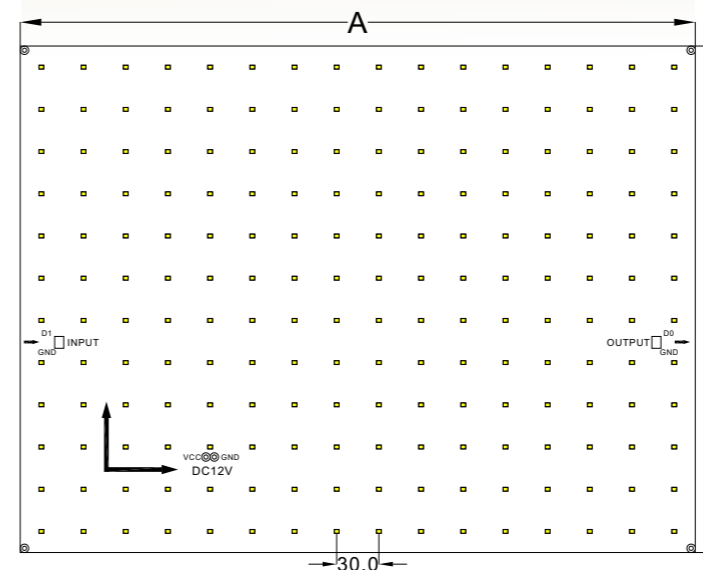 A
D1
INPUT
GND
D0
OUTPUT
GND
VCC GND
DC12V
30.0